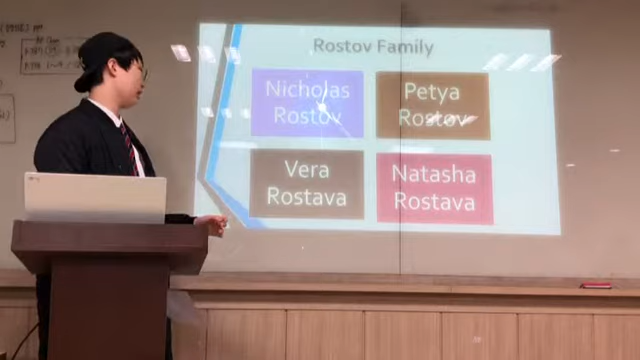 Rostov Family
Nicholas
Rostov
Petya
Rostov
Vera
Rostava
Natasha
Rostava